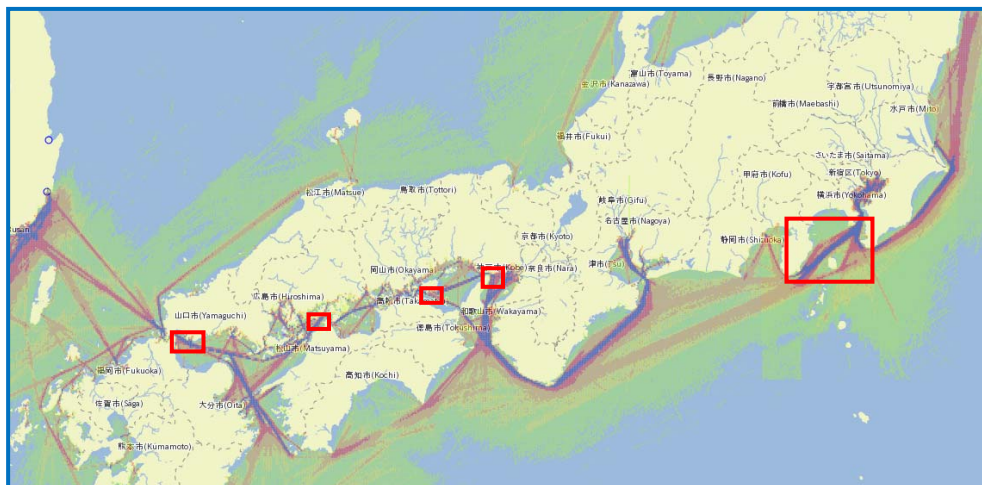 富山市(Toyama)
長野市(Nagano)
金沢市(Kanazawa)
宇都宮市(Utsunomiya)
前橋市(Maebashi)
水戸市(Mito)
福井市(Fukui)
さいたま市(Saitama)
甲府市(Kofu)
新宿区(Tokyo)
松江市(Matsue)
鳥取市(Tottori)
横浜市(Yokohama)
岐阜市(Gifu)
名古屋市(Nagoya)
京都市(Kyoto)
静岡市(Shizuoka)
岡山市(Okayama)
神戸市(Kobe)
奈良市(Nara)
津市(Tsu)
広島市(Hiroshima)
高松市(Taka
和歌山市(Wakayama)
山口市(Yamaguchi)
徳島市(Tokushima)
松山市(Matsuyama)
福岡市(Fukuoka)
高知市(Kochi)
佐賀市(Saga)
大分市(Oita)
熊本市(Kumamoto)